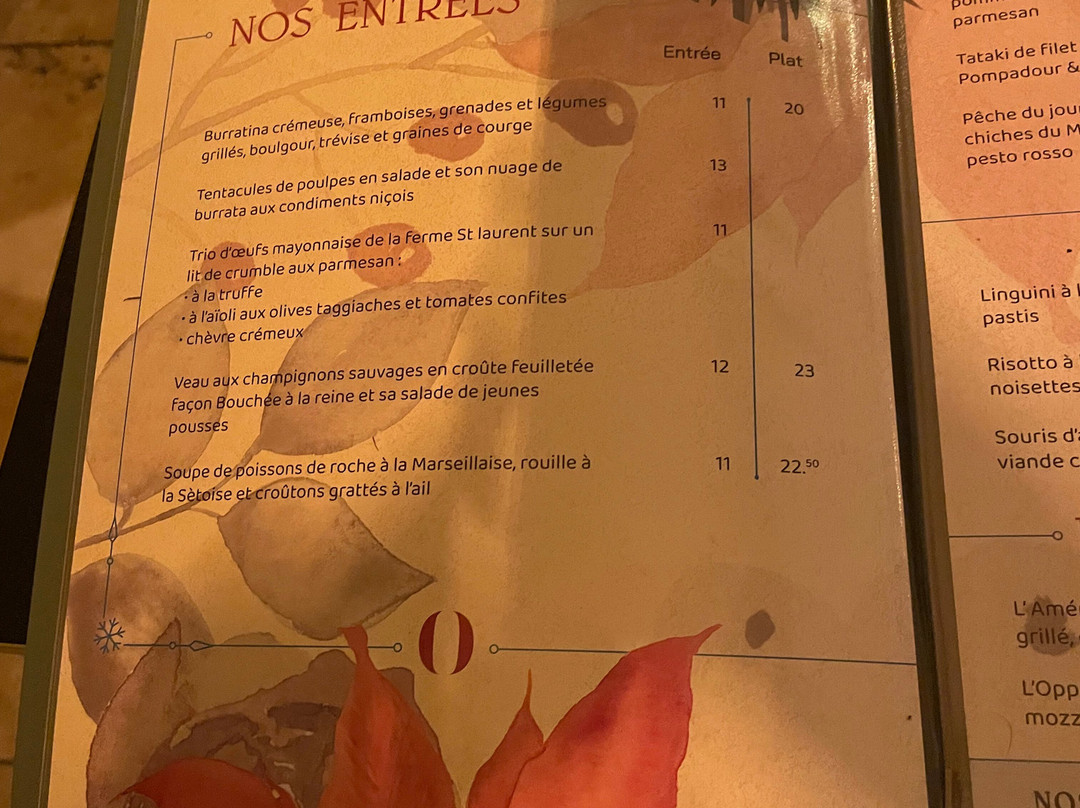 NOS ENTRÉES
Entrée Plat
Burratina crémeuse, framboises, grenades et légumes 11 20
grillés, boulgour, trévise et graines de courge
Tentacules de poulpes en salade et son nuage de 13
burrata aux condiments niçois
Trio d'œufs mayonnaise de la ferme St laurent sur un 11
lit de crumble aux parmesan :
· à la truffe
· à l'aïoli aux olives taggiaches et tomates confites
· chèvre crémeux
Veau aux champignons sauvages en croûte feuilletée 12 23
façon Bouchée à la reine et sa salade de jeunes
pousses
Soupe de poissons de roche à la Marseillaise, rouille à 11 22.50
la Sètoise et croûtons grattés à l'ail
O
parmesan
Tataki de filet
Pompadour &
Pêche du jou
chiches du M
pesto rosso
Linguini à
pastis
Risotto à
noisettes
Souris d'
viande c
L'Amé
grillé,
L'Opp
mozz
NO